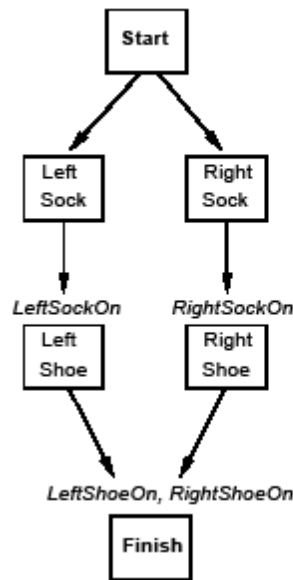 Start
Left
Sock
Right
Sock
LeftSockOn
RightSockOn
Left
Shoe
Right
Shoe
LeftShoeOn, RightShoeOn
Finish